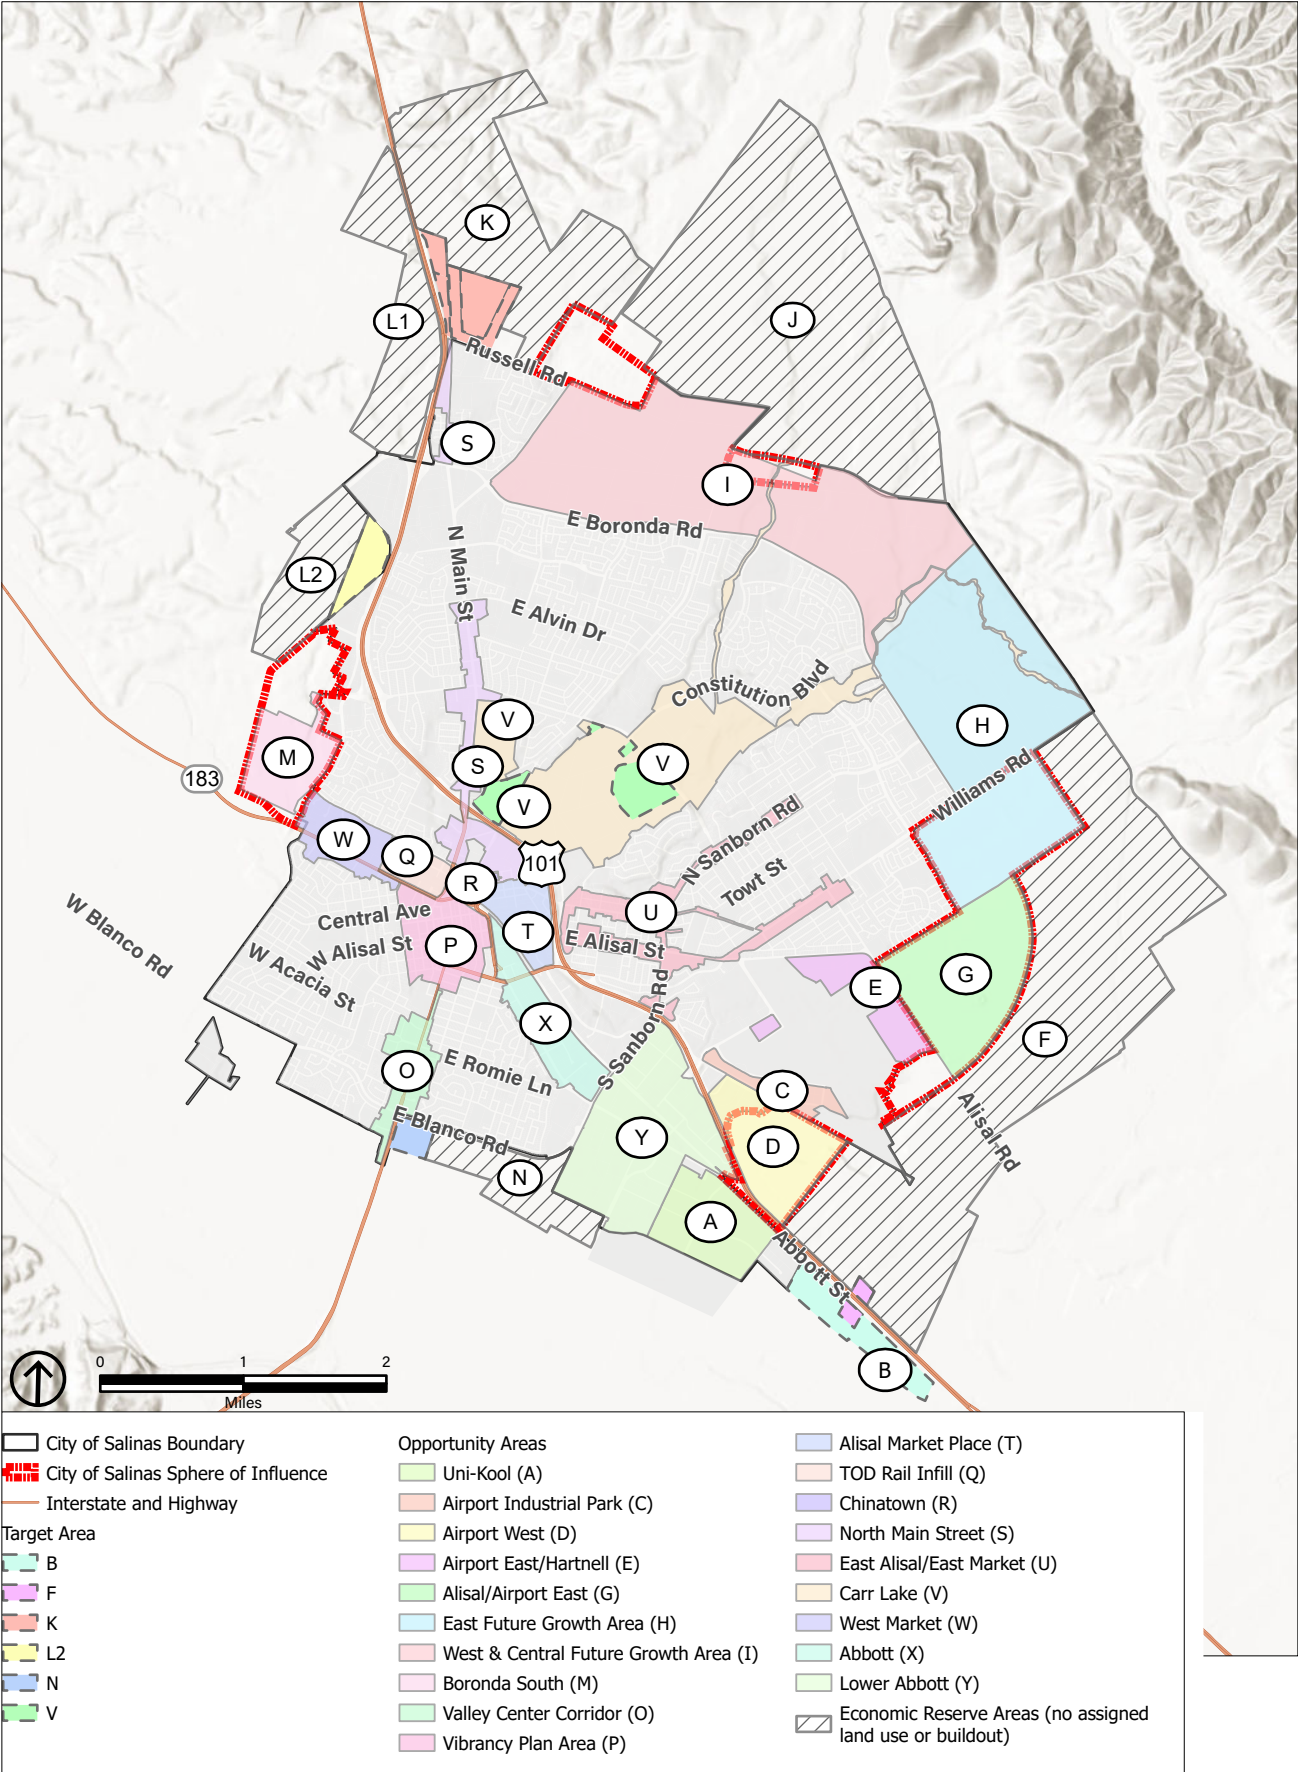 K
L1
J
Russell Rd
S
I
E Boronda Rd
N Main St
L2
E Alvin Dr
Constitution Blvd
V
H
M
S
V
183
V
Williams Rd
N Sanborn Rd
W
Q
101
R
Towt St
U
W Blanco Rd
Central Ave
T
E Alisal St
W Alisal St
P
W Acacia St
G
E
X
S Sanborn Rd
F
O
E Romie Ln
C
E Blanco Rd
Y
D
Alisal Rd
N
A
Abbott St
B
0 1 2
Miles
City of Salinas Boundary
City of Salinas Sphere of Influence
Interstate and Highway
Target Area
B
F
K
L2
N
V
Opportunity Areas
Uni-Kool (A)
Airport Industrial Park (C)
Airport West (D)
Airport East/Hartnell (E)
Alisal/Airport East (G)
East Future Growth Area (H)
West & Central Future Growth Area (I)
Boronda South (M)
Valley Center Corridor (O)
Vibrancy Plan Area (P)
Alisal Market Place (T)
TOD Rail Infill (Q)
Chinatown (R)
North Main Street (S)
East Alisal/East Market (U)
Carr Lake (V)
West Market (W)
Abbott (X)
Lower Abbott (Y)
Economic Reserve Areas (no assigned
land use or buildout)